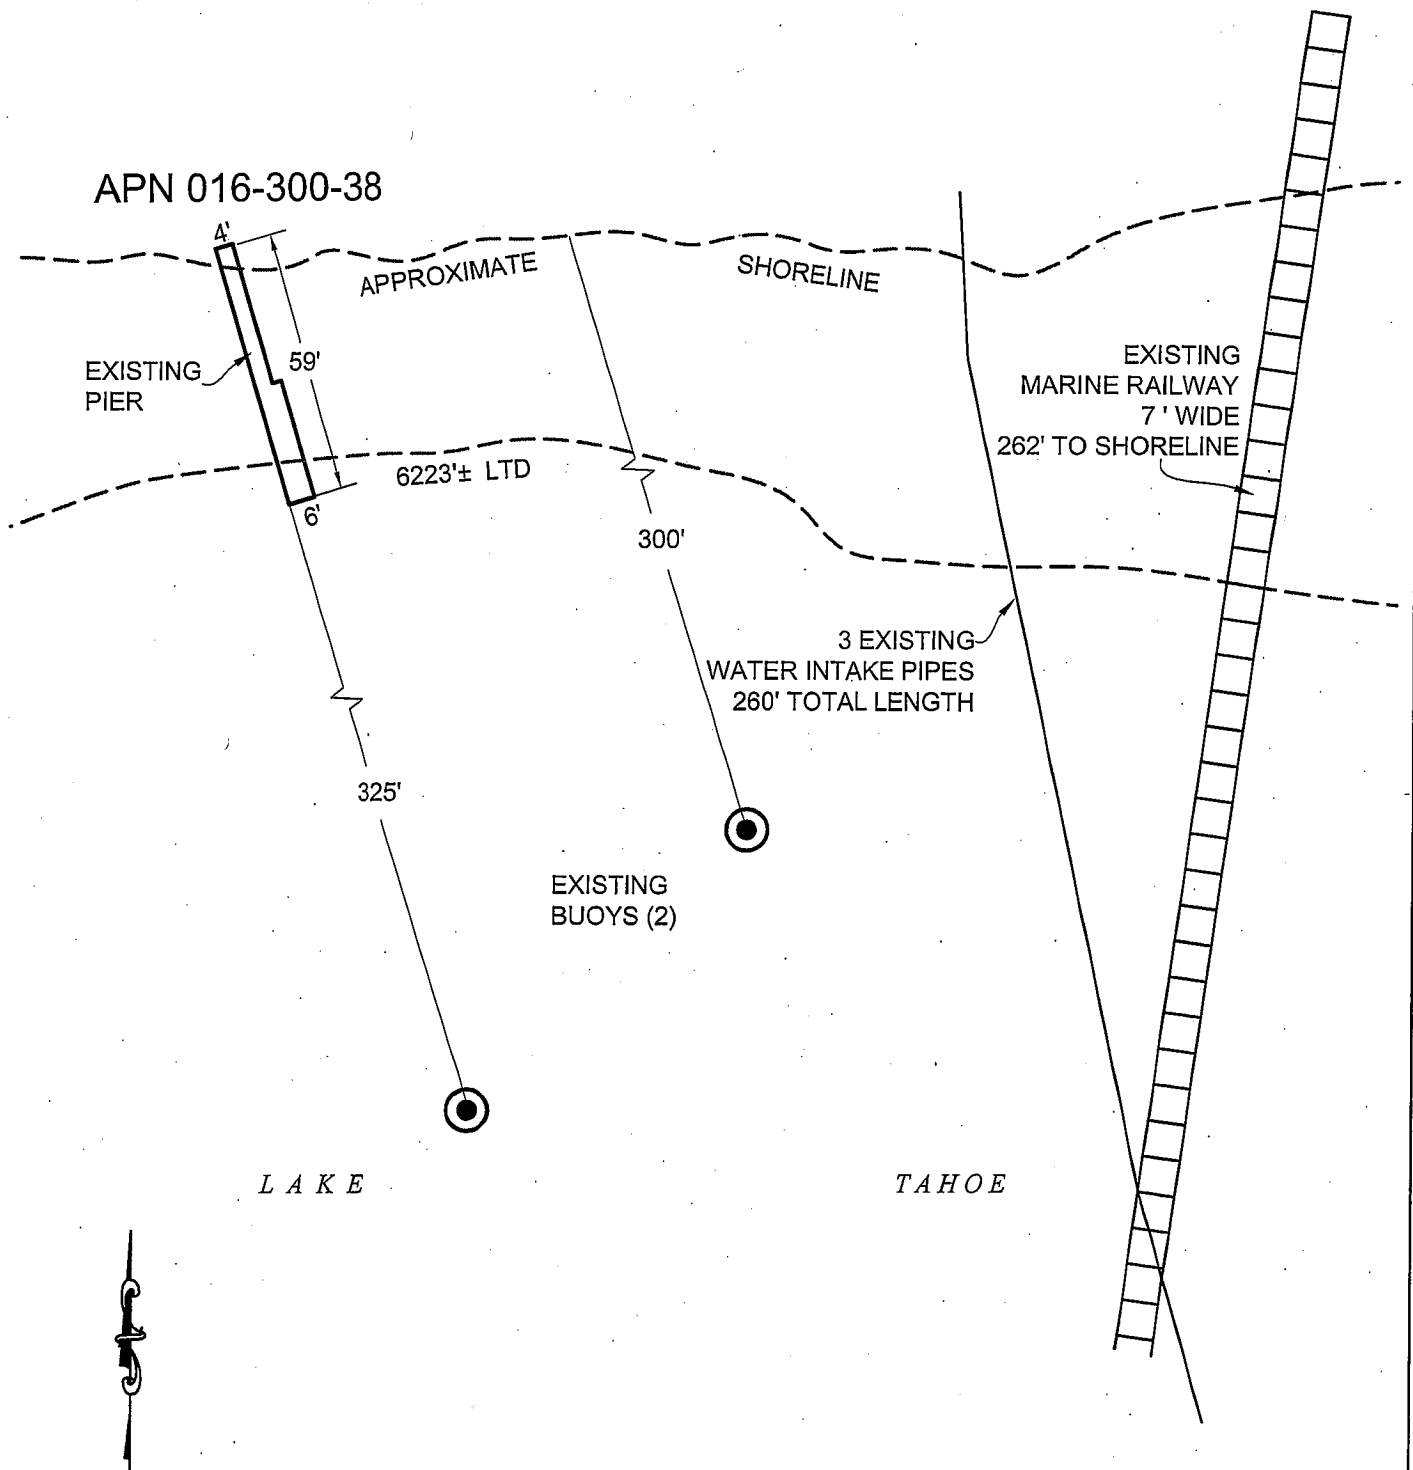 APN 016-300-38
4'
APPROXIMATE
SHORELINE
59'
EXISTING
PIER
EXISTING
MARINE RAILWAY
7 ' WIDE
262' TO SHORELINE
6223'± LTD
6'
300'
3 EXISTING
WATER INTAKE PIPES
260' TOTAL LENGTH
325'
EXISTING
BUOYS (2)
LAKE
TAHOE